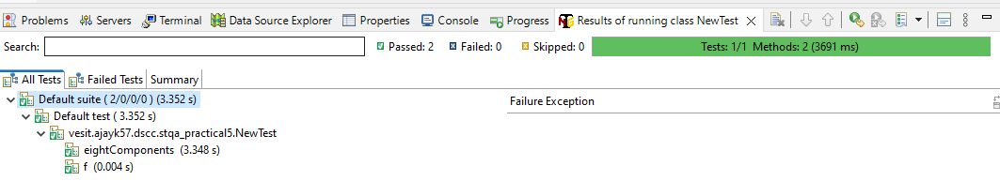 Problems Servers Terminal Data Source Explorer Properties Console Progress Results of running class NewTest
Search: Passed: 2 Failed: 0 Skipped: 0 Tests: 1/1 Methods: 2 (3691 ms)
All Tests Failed Tests Summary
Default suite ( 2/0/0/0 ) (3.352 s) Failure Exception
Default test ( 3.352 s)
vesit.ajayk57.dscc.stqa_practical5.NewTest
eightComponents (3.348 s)
f (0.004 s)